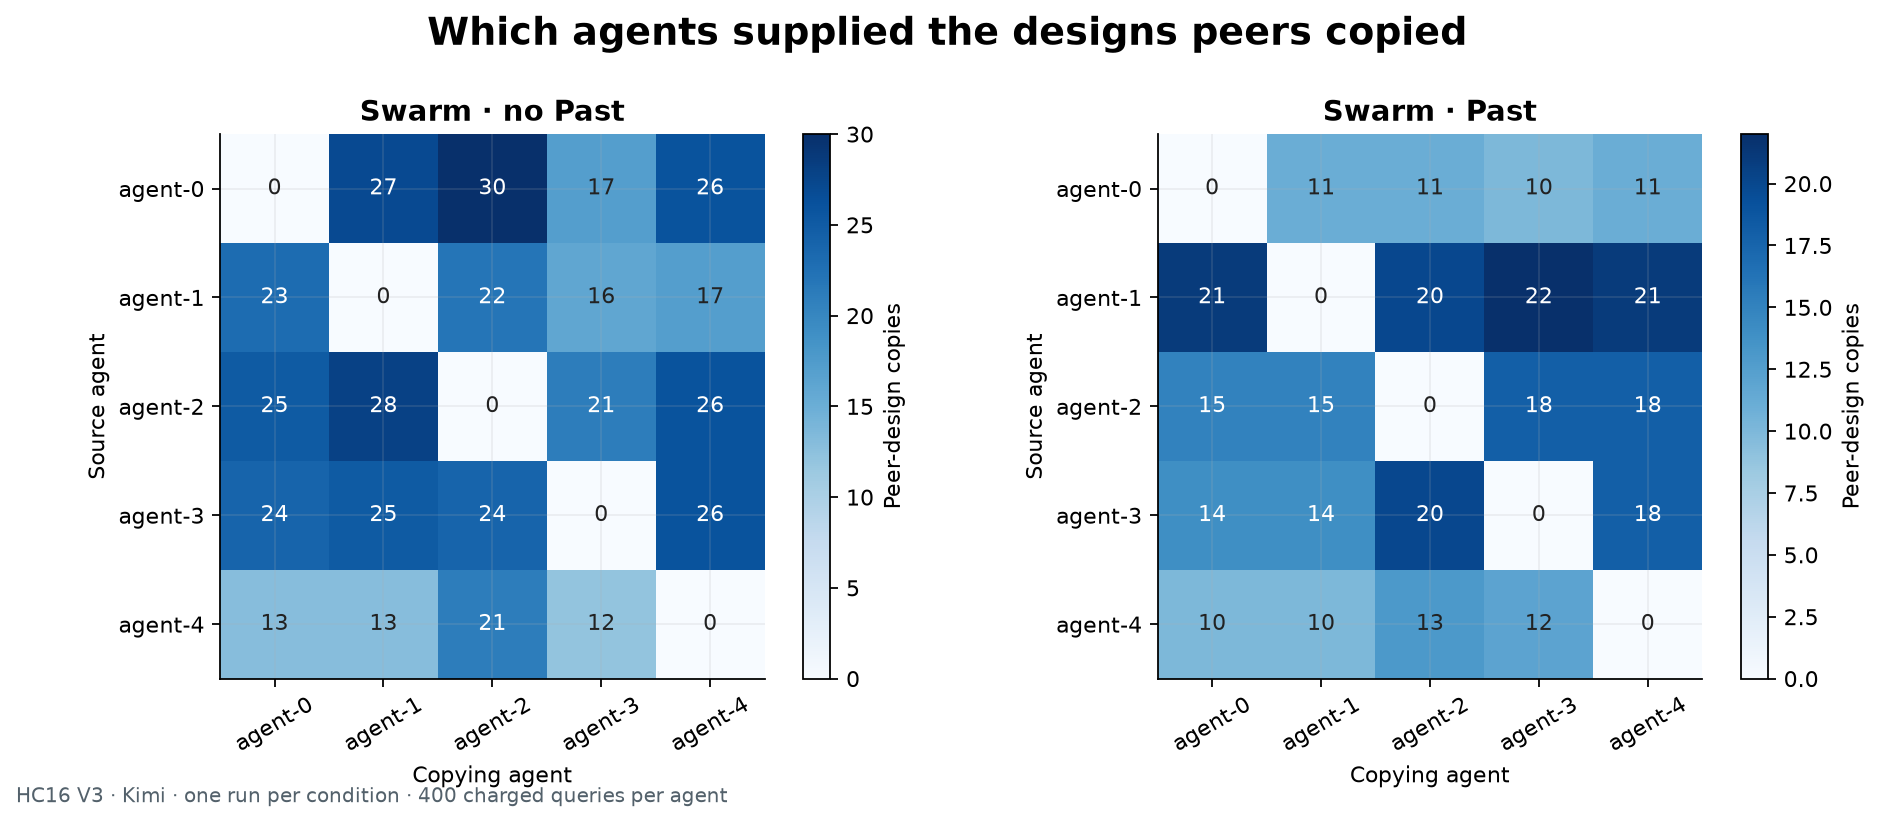 Which agents supplied the designs peers copied
Swarm · no Past
Source agent
agent-0 0 27 30 17 26
agent-1 23 0 22 16 17
agent-2 25 28 0 21 26
agent-3 24 25 24 0 26
agent-4 13 13 21 12 0
agent-0 agent-1 agent-2 agent-3 agent-4
Copying agent
30
25
20
15
10
5
0
Peer-design copies
Swarm · Past
Source agent
agent-0 0 11 11 10 11
agent-1 21 0 20 22 21
agent-2 15 15 0 18 18
agent-3 14 14 20 0 18
agent-4 10 10 13 12 0
agent-0 agent-1 agent-2 agent-3 agent-4
Copying agent
20.0
17.5
15.0
12.5
10.0
7.5
5.0
2.5
0.0
Peer-design copies
HC16 V3 · Kimi · one run per condition · 400 charged queries per agent